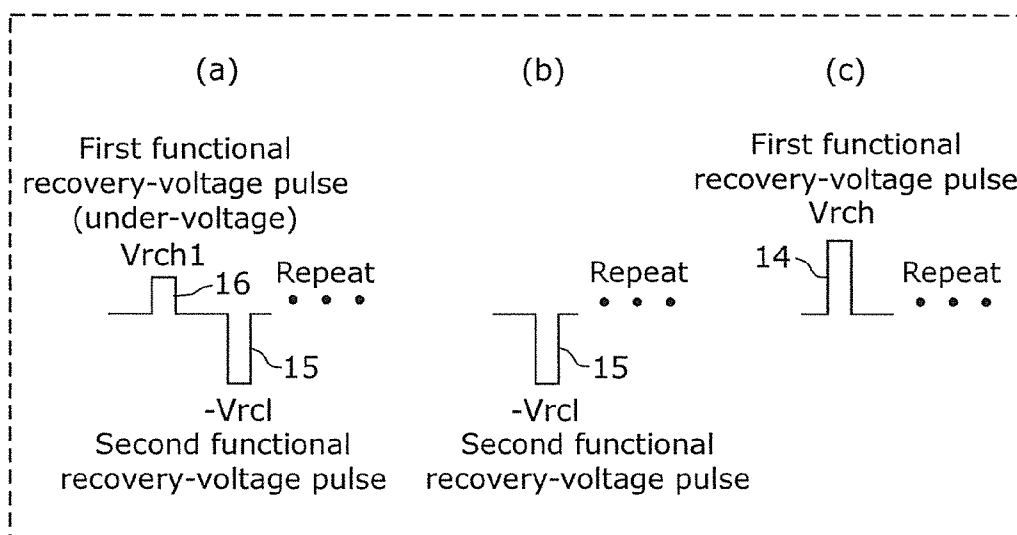 (a)
First functional
recovery-voltage pulse
(under-voltage)
Vrch1
16
Repeat
• • •
15
-Vrcl
Second functional
recovery-voltage pulse
(b)
Repeat
• • •
15
-Vrcl
Second functional
recovery-voltage pulse
(c)
First functional
recovery-voltage pulse
Vrch
14
Repeat
• • •